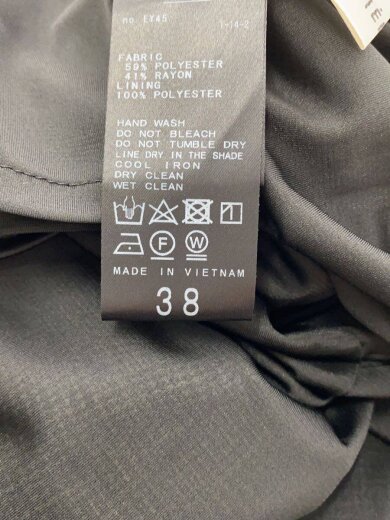 no. EY45 1-14-2
FABRIC
59% POLYESTER
41% RAYON
LINING
100% POLYESTER
HAND WASH
DO NOT BLEACH
DO NOT TUMBLE DRY
LINE DRY IN THE SHADE
COOL IRON
DRY CLEAN
WET CLEAN
F W
MADE IN VIETNAM
38